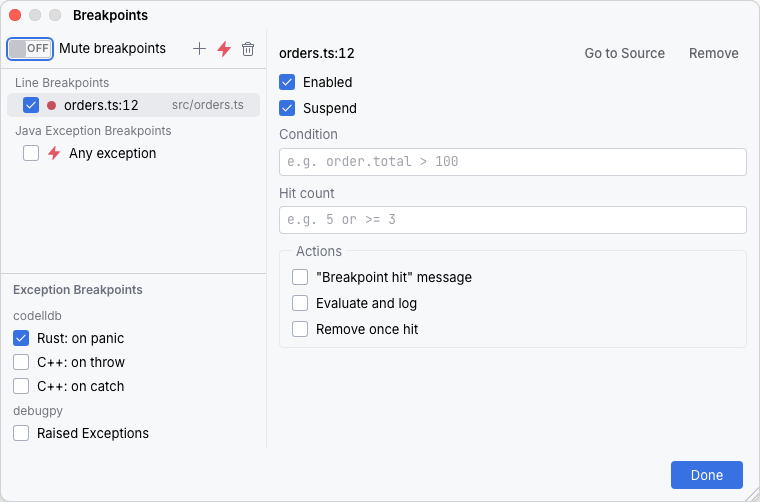 Breakpoints
OFF Mute breakpoints
Line Breakpoints
orders.ts:12 src/orders.ts
Java Exception Breakpoints
Any exception
Exception Breakpoints
codelldb
Rust: on panic
C++: on throw
C++: on catch
debugpy
Raised Exceptions
orders.ts:12 Go to Source Remove
Enabled
Suspend
Condition
e.g. order.total > 100
Hit count
e.g. 5 or >= 3
Actions
"Breakpoint hit" message
Evaluate and log
Remove once hit
Done